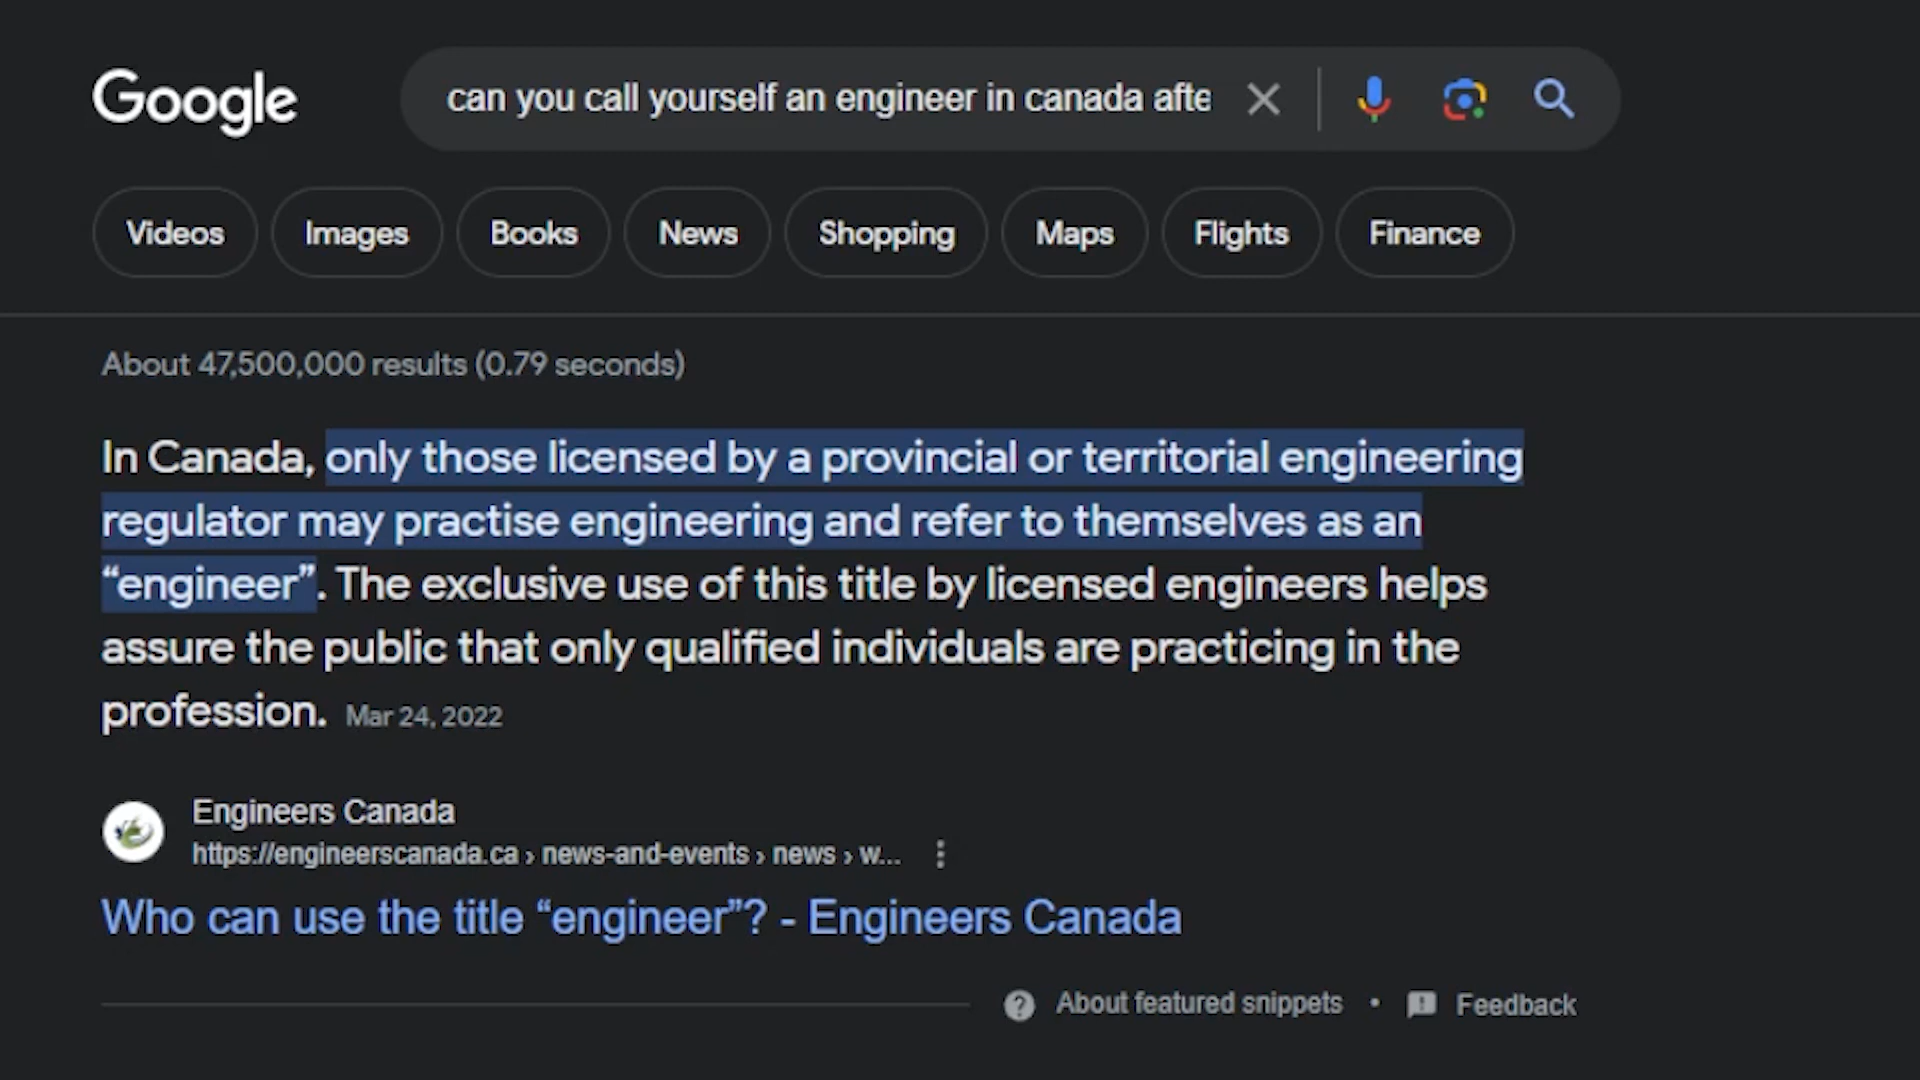 Google
can you call yourself an engineer in canada afte
Videos Images Books News Shopping Maps Flights Finance
About 47,500,000 results (0.79 seconds)
In Canada, only those licensed by a provincial or territorial engineering
regulator may practise engineering and refer to themselves as an
“engineer”. The exclusive use of this title by licensed engineers helps
assure the public that only qualified individuals are practicing in the
profession. Mar 24, 2022
Engineers Canada
https://engineerscanada.ca › news-and-events › news › w...
Who can use the title “engineer”? - Engineers Canada
About featured snippets • Feedback